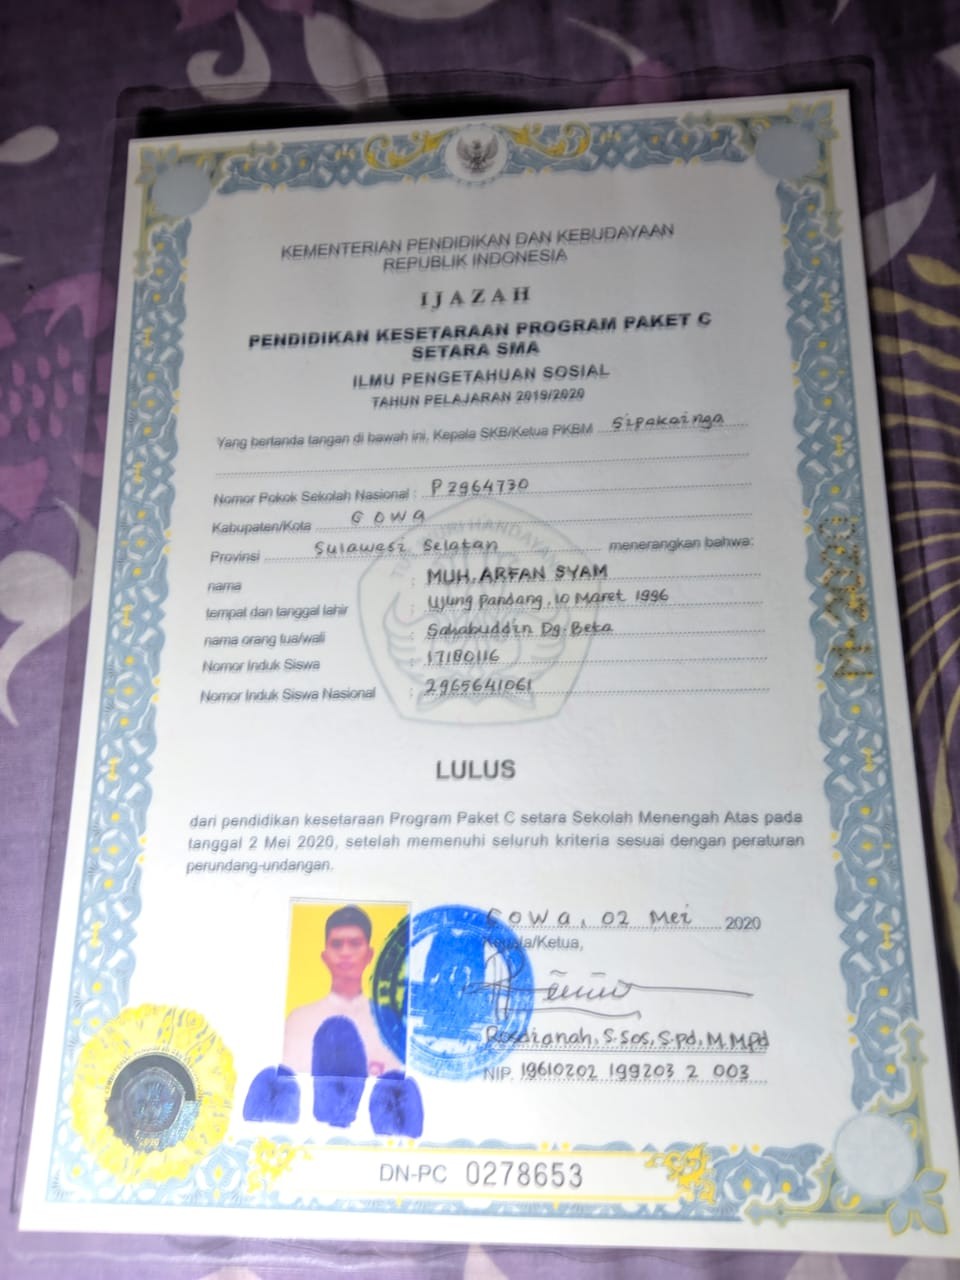 KEMENTERIAN PENDIDIKAN DAN KEBUDAYAAN
REPUBLIK INDONESIA
IJAZAH
PENDIDIKAN KESETARAAN PROGRAM PAKET C
SETARA SMA
ILMU PENGETAHUAN SOSIAL
TAHUN PELAJARAN 2019/2020
Yang bertanda tangan di bawah ini, Kepala SKB/Ketua PKBM Sipakainga
Nomor Pokok Sekolah Nasional : P2964730
Kabupaten/Kota Gowa
Provinsi Sulawesi Selatan menerangkan bahwa:
nama : MUH. ARFAN SYAM
tempat dan tanggal lahir : Ujung Pandang, 10 Maret 1996
nama orang tua/wali : Sahabuddin Dg. Beta
Nomor Induk Siswa : 17180116
Nomor Induk Siswa Nasional : 2965641061
LULUS
dari pendidikan kesetaraan Program Paket C setara Sekolah Menengah Atas pada
tanggal 2 Mei 2020, setelah memenuhi seluruh kriteria sesuai dengan peraturan
perundang-undangan.
Gowa, 02 Mei 2020
Kepala/Ketua,
Rosdianah, S.Sos, S.Pd, M.MPd
NIP. 19610202 199203 2 003
DN-PC 0278653